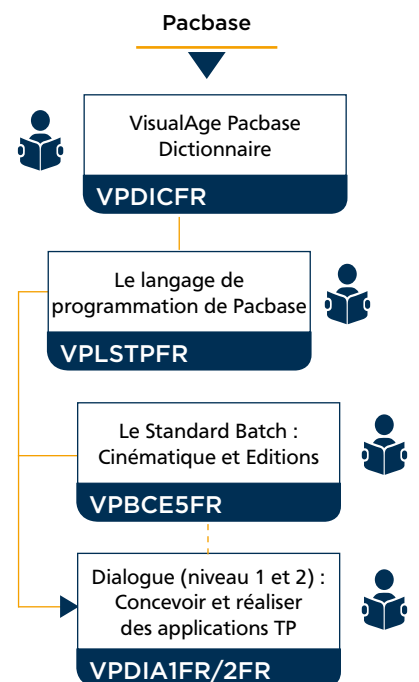 Pacbase
VisualAge Pacbase
Dictionnaire
VPDICFR
Le langage de
programmation de Pacbase
VPLSTPFR
Le Standard Batch :
Cinématique et Editions
VPBCE5FR
Dialogue (niveau 1 et 2) :
Concevoir et réaliser
des applications TP
VPDIA1FR/2FR